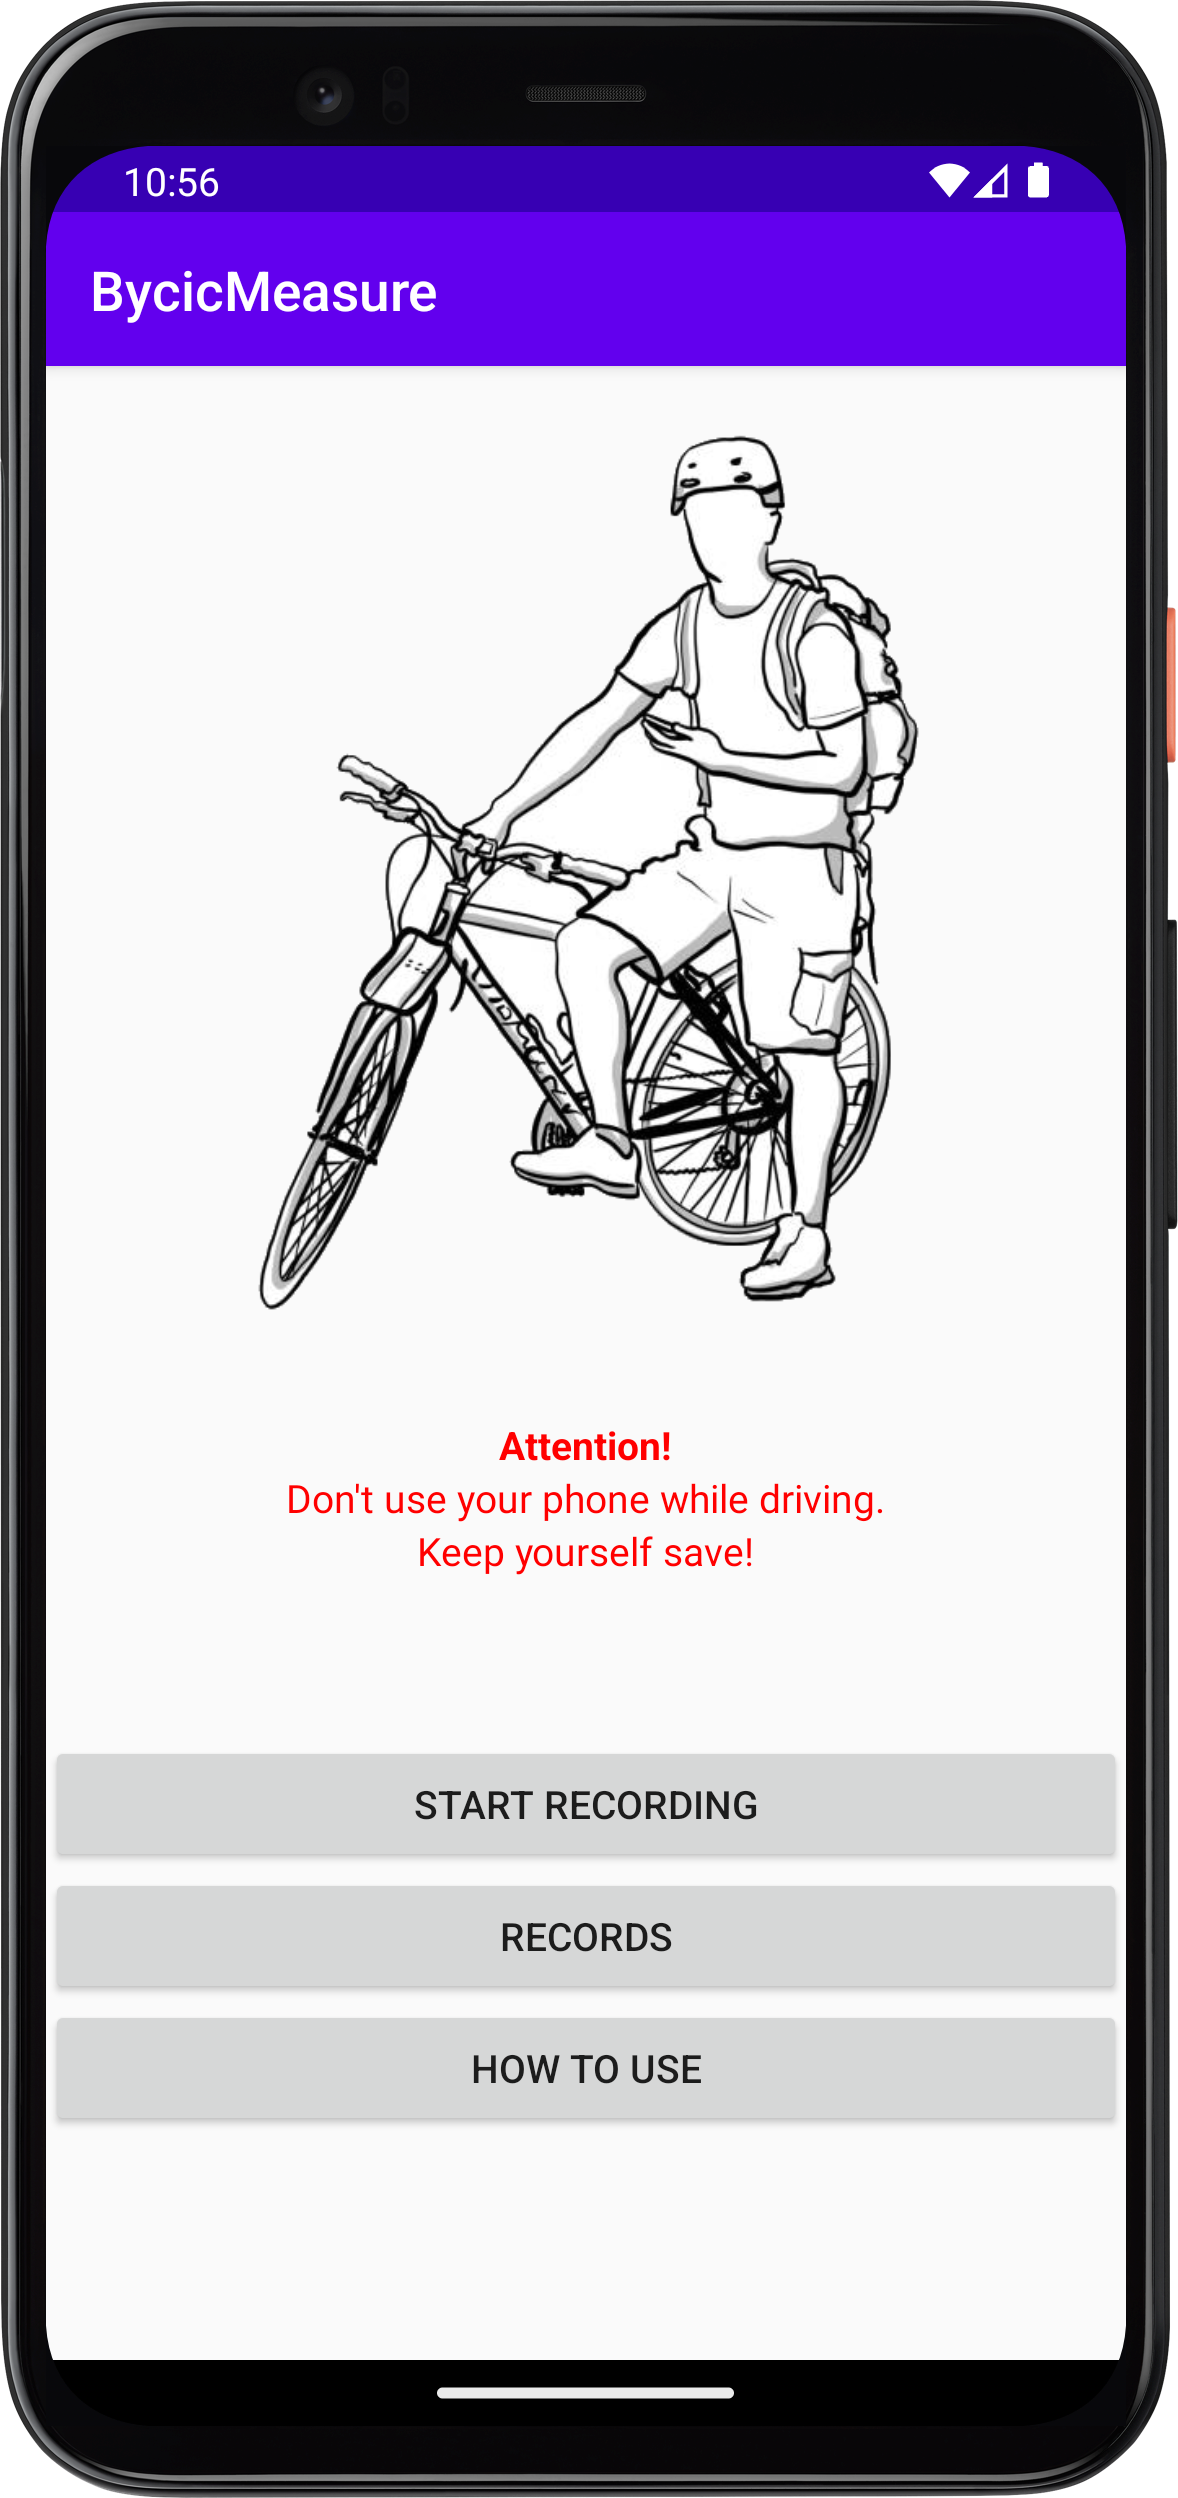 10:56
BycicMeasure
Attention!
Don't use your phone while driving.
Keep yourself save!
START RECORDING
RECORDS
HOW TO USE